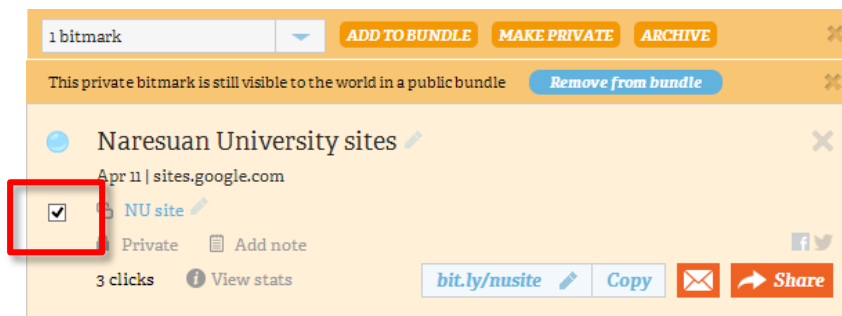 1 bitmark ADD TO BUNDLE MAKE PRIVATE ARCHIVE
This private bitmark is still visible to the world in a public bundle Remove from bundle
Naresuan University sites
Apr 11 | sites.google.com
NU site
Private Add note
3 clicks View stats bit.ly/nusite Copy Share